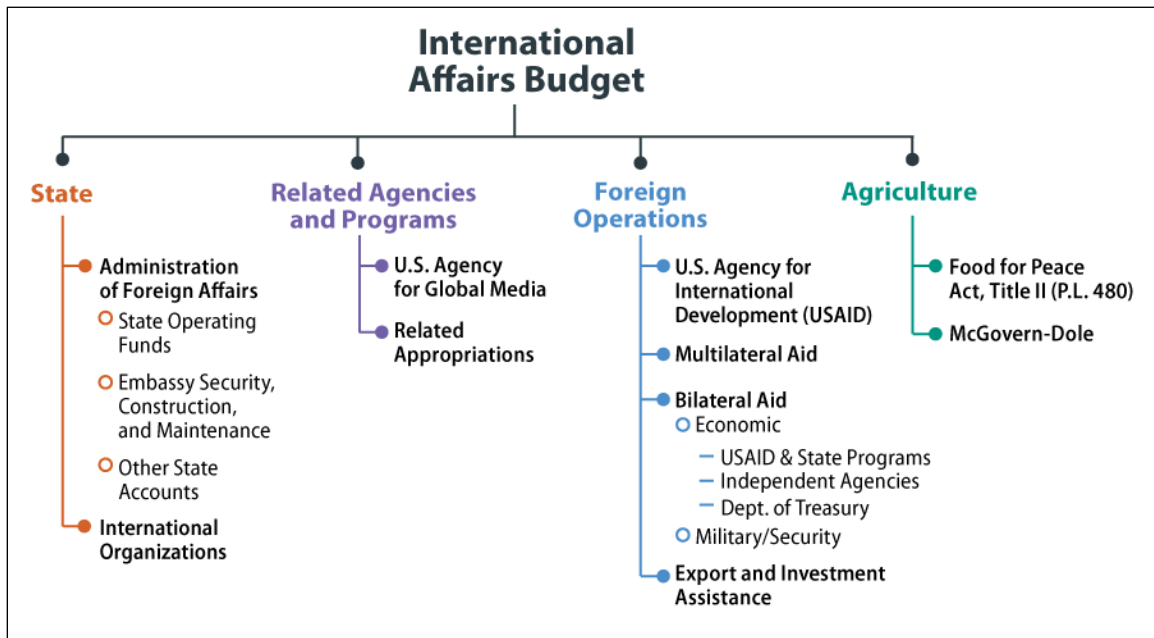 International
Affairs Budget
State
Administration
of Foreign Affairs
State Operating
Funds
Embassy Security,
Construction,
and Maintenance
Other State
Accounts
International
Organizations
Related Agencies
and Programs
U.S. Agency
for Global Media
Related
Appropriations
Foreign
Operations
U.S. Agency for
International
Development (USAID)
Multilateral Aid
Bilateral Aid
Economic
USAID & State Programs
Independent Agencies
Dept. of Treasury
Military/Security
Export and Investment
Assistance
Agriculture
Food for Peace
Act, Title II (P.L. 480)
McGovern-Dole